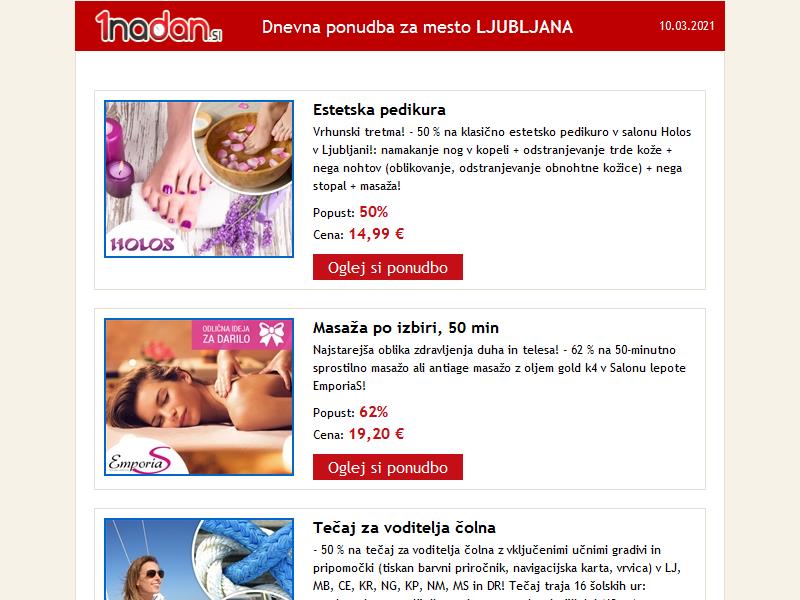 1nadan.si
Dnevna ponudba za mesto LJUBLJANA
10.03.2021
Estetska pedikura
Vrhunski tretma! - 50 % na klasično estetsko pedikuro v salonu Holos
v Ljubljani!: namakanje nog v kopeli + odstranjevanje trde kože +
nega nohtov (oblikovanje, odstranjevanje obnohtne kožice) + nega
stopal + masaža!
Popust: 50%
Cena: 14,99 €
Oglej si ponudbo
HOLOS
ODLIČNA IDEJA
ZA DARILO
EmporiaS
Masaža po izbiri, 50 min
Najstarejša oblika zdravljenja duha in telesa! - 62 % na 50-minutno
sprostilno masažo ali antiage masažo z oljem gold k4 v Salonu lepote
EmporiaS!
Popust: 62%
Cena: 19,20 €
Oglej si ponudbo
Tečaj za voditelja čolna
- 50 % na tečaj za voditelja čolna z vključenimi učnimi gradivi in
pripomočki (tiskan barvni priročnik, navigacijska karta, vrvica) v LJ,
MB, CE, KR, NG, KP, NM, MS in DR! Tečaj traja 16 šolskih ur: